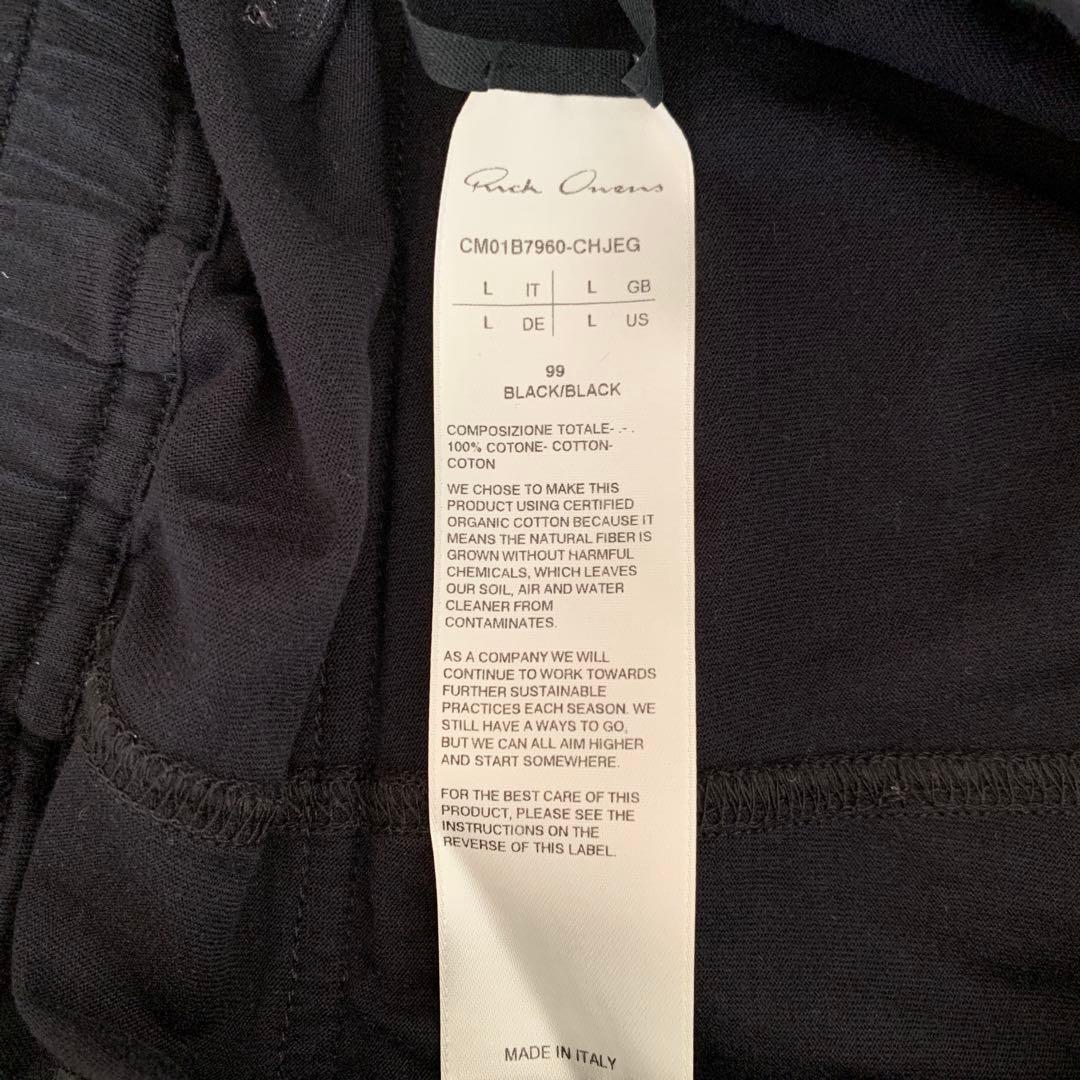 Rick Owens
CM01B7960-CHJEG
L IT L GB
L DE L US
99
BLACK/BLACK
COMPOSIZIONE TOTALE- .- .
100% COTONE- COTTON-
COTON
WE CHOSE TO MAKE THIS
PRODUCT USING CERTIFIED
ORGANIC COTTON BECAUSE IT
MEANS THE NATURAL FIBER IS
GROWN WITHOUT HARMFUL
CHEMICALS, WHICH LEAVES
OUR SOIL, AIR AND WATER
CLEANER FROM
CONTAMINATES.
AS A COMPANY WE WILL
CONTINUE TO WORK TOWARDS
FURTHER SUSTAINABLE
PRACTICES EACH SEASON. WE
STILL HAVE A WAYS TO GO,
BUT WE CAN ALL AIM HIGHER
AND START SOMEWHERE.
FOR THE BEST CARE OF THIS
PRODUCT, PLEASE SEE THE
INSTRUCTIONS ON THE
REVERSE OF THIS LABEL.
MADE IN ITALY